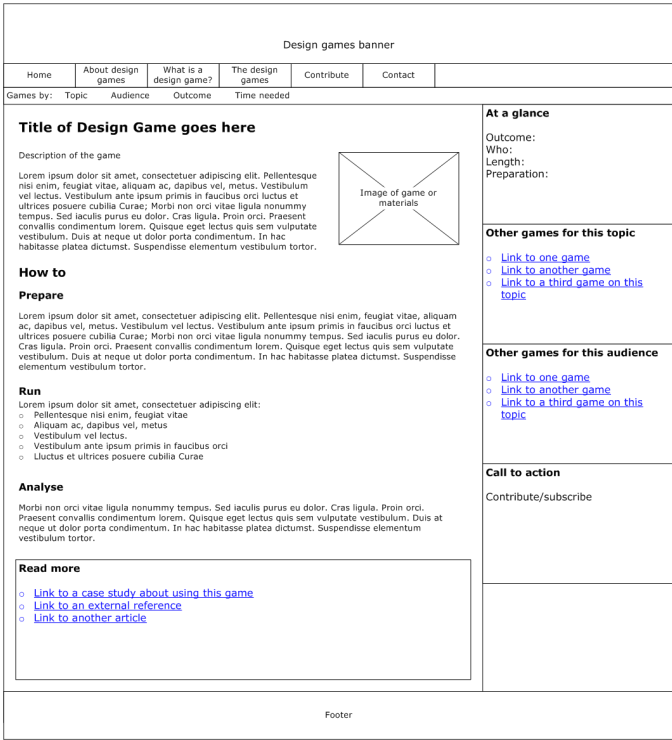 Design games banner
Home
About design
games
What is a
design game?
The design
games
Contribute
Contact
Games by: Topic Audience Outcome Time needed
Title of Design Game goes here
Description of the game
Lorem ipsum dolor sit amet, consectetuer adipiscing elit. Pellentesque
nisi enim, feugiat vitae, aliquam ac, dapibus vel, metus. Vestibulum
vel lectus. Vestibulum ante ipsum primis in faucibus orci luctus et
ultrices posuere cubilia Curae; Morbi non orci vitae ligula nonummy
tempus. Sed iaculis purus eu dolor. Cras ligula. Proin orci. Praesent
convallis condimentum lorem. Quisque eget lectus quis sem vulputate
vestibulum. Duis at neque ut dolor porta condimentum. In hac
habitasse platea dictumst. Suspendisse elementum vestibulum tortor.
Image of game or
materials
How to
Prepare
Lorem ipsum dolor sit amet, consectetuer adipiscing elit. Pellentesque nisi enim, feugiat vitae, aliquam
ac, dapibus vel, metus. Vestibulum vel lectus. Vestibulum ante ipsum primis in faucibus orci luctus et
ultrices posuere cubilia Curae; Morbi non orci vitae ligula nonummy tempus. Sed iaculis purus eu dolor.
Cras ligula. Proin orci. Praesent convallis condimentum lorem. Quisque eget lectus quis sem vulputate
vestibulum. Duis at neque ut dolor porta condimentum. In hac habitasse platea dictumst. Suspendisse
elementum vestibulum tortor.
Run
Lorem ipsum dolor sit amet, consectetuer adipiscing elit:
o Pellentesque nisi enim, feugiat vitae
o Aliquam ac, dapibus vel, metus
o Vestibulum vel lectus.
o Vestibulum ante ipsum primis in faucibus orci
o Lluctus et ultrices posuere cubilia Curae
Analyse
Morbi non orci vitae ligula nonummy tempus. Sed iaculis purus eu dolor. Cras ligula. Proin orci.
Praesent convallis condimentum lorem. Quisque eget lectus quis sem vulputate vestibulum. Duis at
neque ut dolor porta condimentum. In hac habitasse platea dictumst. Suspendisse elementum
vestibulum tortor.
Read more
o Link to a case study about using this game
o Link to an external reference
o Link to another article
At a glance
Outcome:
Who:
Length:
Preparation:
Other games for this topic
o Link to one game
o Link to another game
o Link to a third game on this
topic
Other games for this audience
o Link to one game
o Link to another game
o Link to a third game on this
topic
Call to action
Contribute/subscribe
Footer